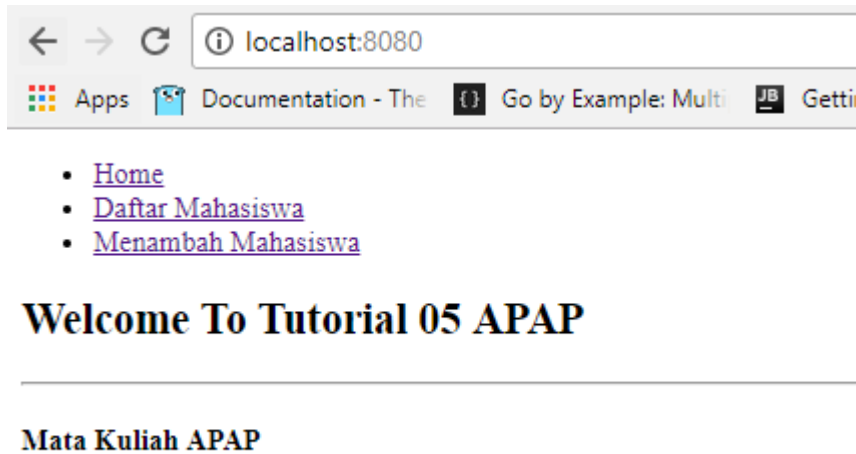 localhost:8080
Apps Documentation - The Go by Example: Multi Getti
Home
Daftar Mahasiswa
Menambah Mahasiswa
Welcome To Tutorial 05 APAP
Mata Kuliah APAP